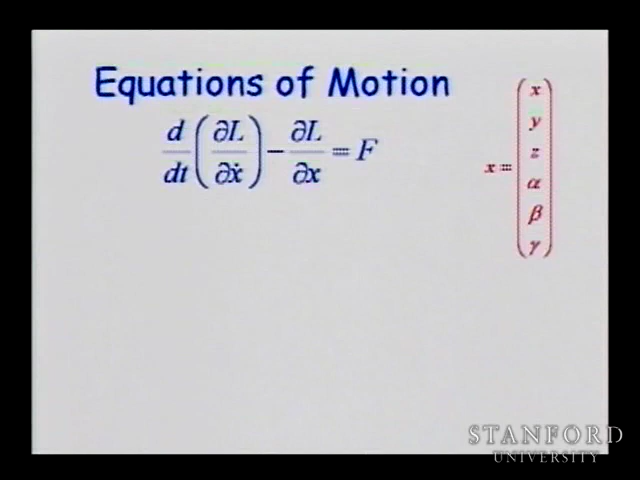 Equations of Motion
d/dt (∂L/∂ẋ) − ∂L/∂x = F
x = (x y z α β γ)
STANFORD
UNIVERSITY